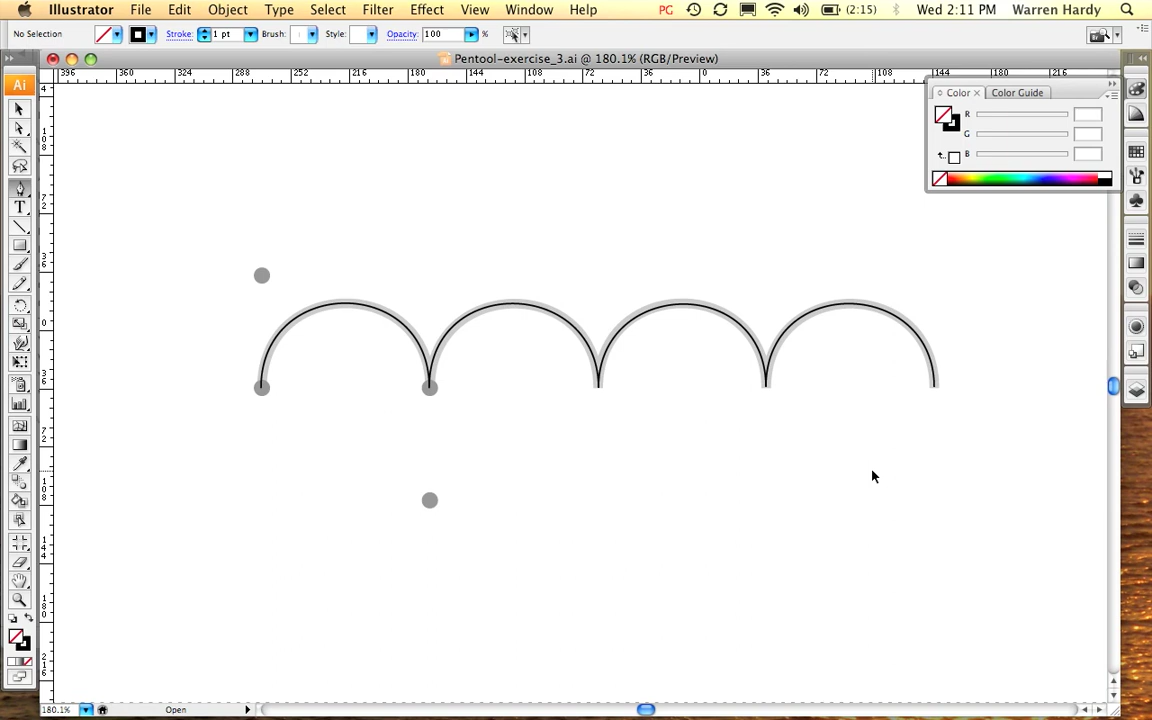 Illustrator File Edit Object Type Select Filter Effect View Window Help PG (2:15) Wed 2:11 PM Warren Hardy
No Selection Stroke: 1 pt Brush: Style: Opacity: 100 %
Pentool-exercise_3.ai @ 180.1% (RGB/Preview)
396 360 324 288 252 216 180 144 108 72 36 0 36 72 108 144 180 216
Ai
Color × Color Guide
R
G
B
T
180.1% Open